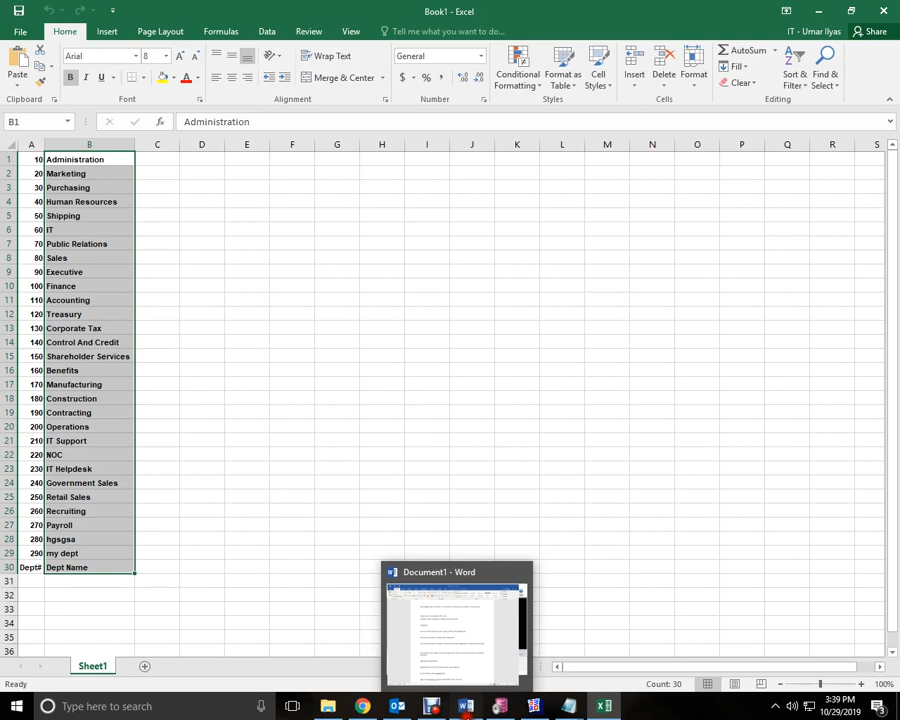 Book1 - Excel
File Home Insert Page Layout Formulas Data Review View Tell me what you want to do... IT - Umar Ilyas Share
Paste
Clipboard
Arial 8
B I U
Font
Wrap Text
Merge & Center
Alignment
General
$ % ,
Number
Conditional Formatting
Format as Table
Cell Styles
Styles
Insert
Delete
Format
Cells
AutoSum
Fill
Clear
Sort & Filter
Find & Select
Editing
B1 fx Administration
A B C D E F G H I J K L M N O P Q R S
1 10 Administration
2 20 Marketing
3 30 Purchasing
4 40 Human Resources
5 50 Shipping
6 60 IT
7 70 Public Relations
8 80 Sales
9 90 Executive
10 100 Finance
11 110 Accounting
12 120 Treasury
13 130 Corporate Tax
14 140 Control And Credit
15 150 Shareholder Services
16 160 Benefits
17 170 Manufacturing
18 180 Construction
19 190 Contracting
20 200 Operations
21 210 IT Support
22 220 NOC
23 230 IT Helpdesk
24 240 Government Sales
25 250 Retail Sales
26 260 Recruiting
27 270 Payroll
28 280 hgsgsa
29 290 my dept
30 Dept# Dept Name
31
32
33
34
35
36
Document1 - Word
Sheet1
Ready Count: 30 100%
Type here to search
3:39 PM
10/29/2019
3